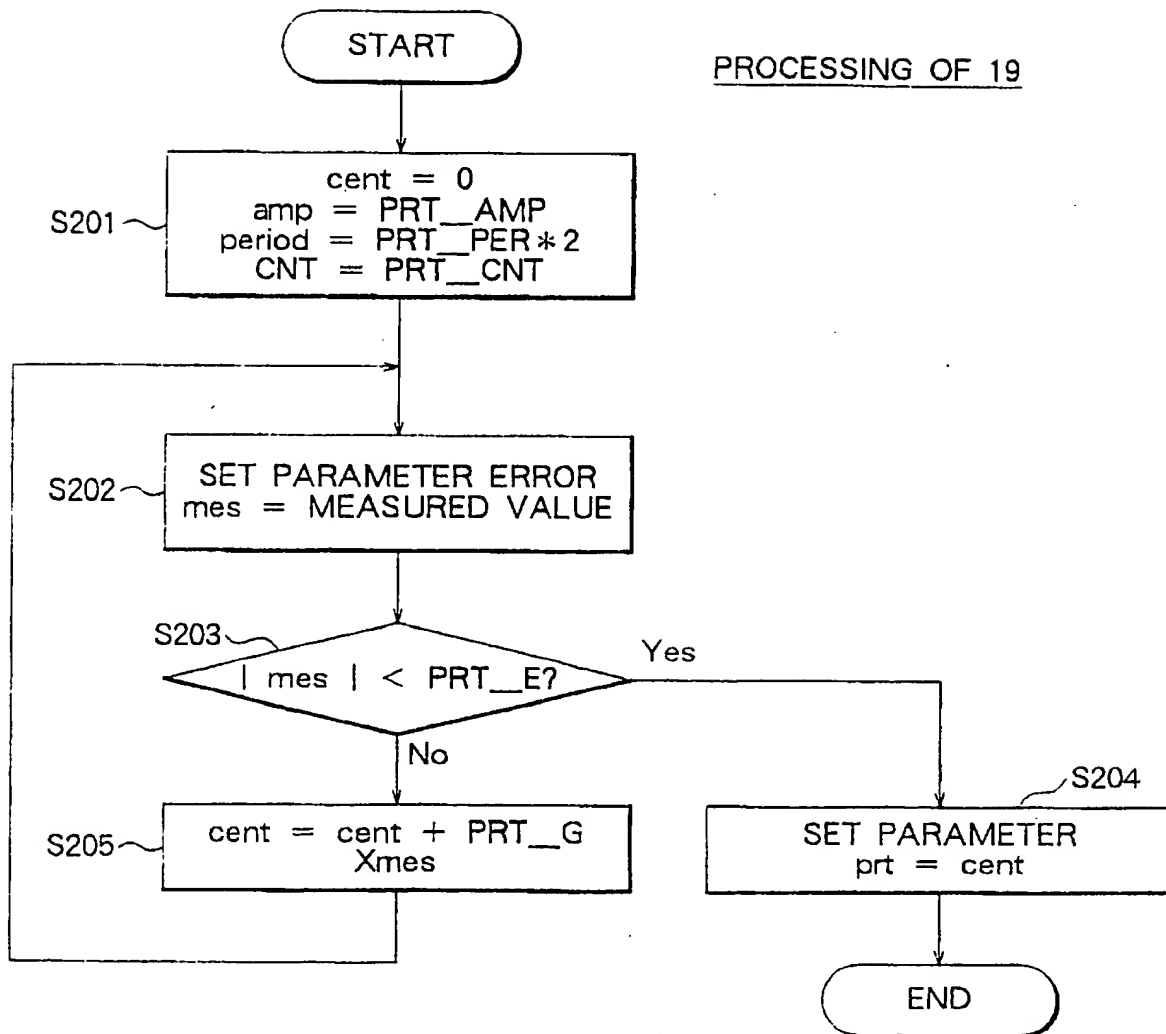 START
PROCESSING OF 19
S201
cent = 0
amp = PRT__AMP
period = PRT__PER*2
CNT = PRT__CNT
S202
SET PARAMETER ERROR
mes = MEASURED VALUE
S203
| mes | < PRT__E?
Yes
No
S204
SET PARAMETER
prt = cent
S205
cent = cent + PRT__G
Xmes
END